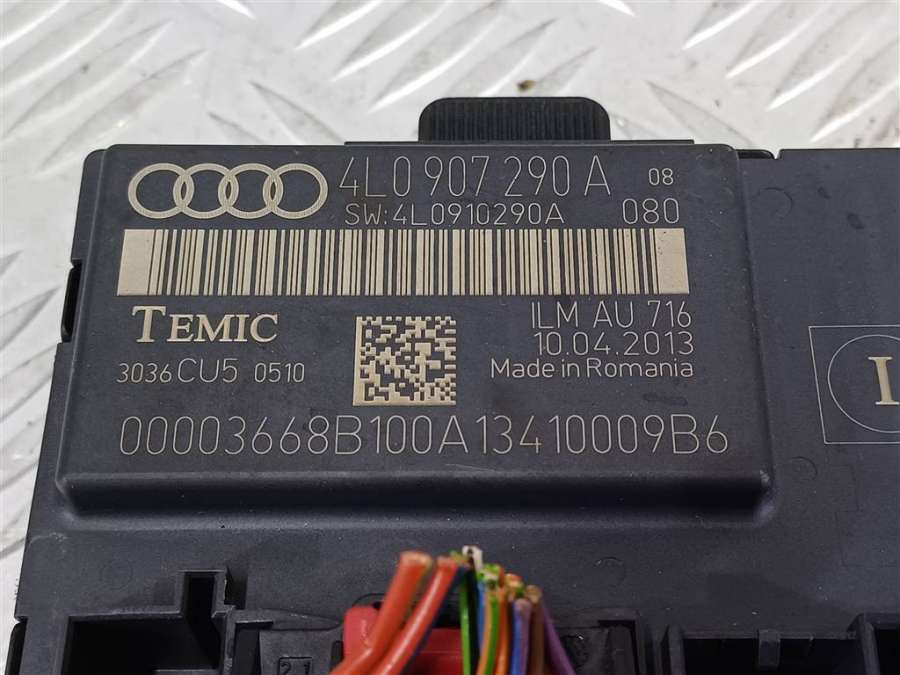 4L0 907 290 A 08
SW:4L0910290A 080
TEMIC
ILM AU 716
10.04.2013
3036CU5 0510
Made in Romania
00003668B100A13410009B6
21